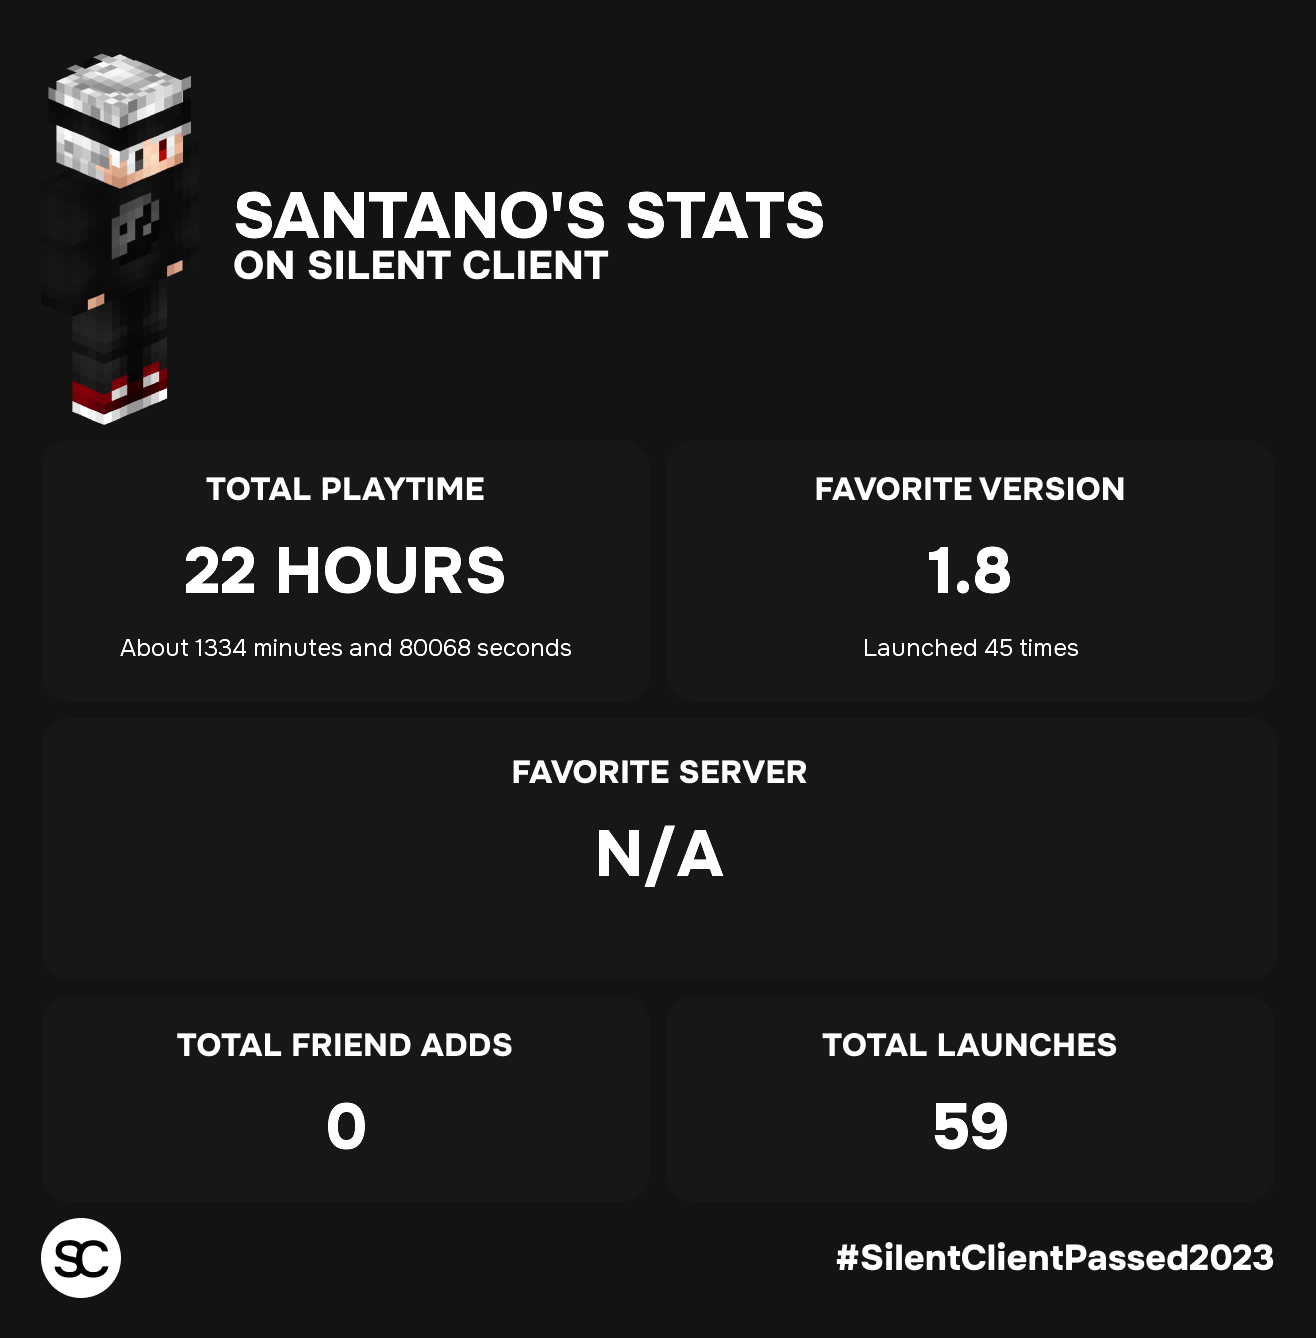 SANTANO'S STATS
ON SILENT CLIENT
TOTAL PLAYTIME
22 HOURS
About 1334 minutes and 80068 seconds
FAVORITE VERSION
1.8
Launched 45 times
FAVORITE SERVER
N/A
TOTAL FRIEND ADDS
0
TOTAL LAUNCHES
59
SC
#SilentClientPassed2023